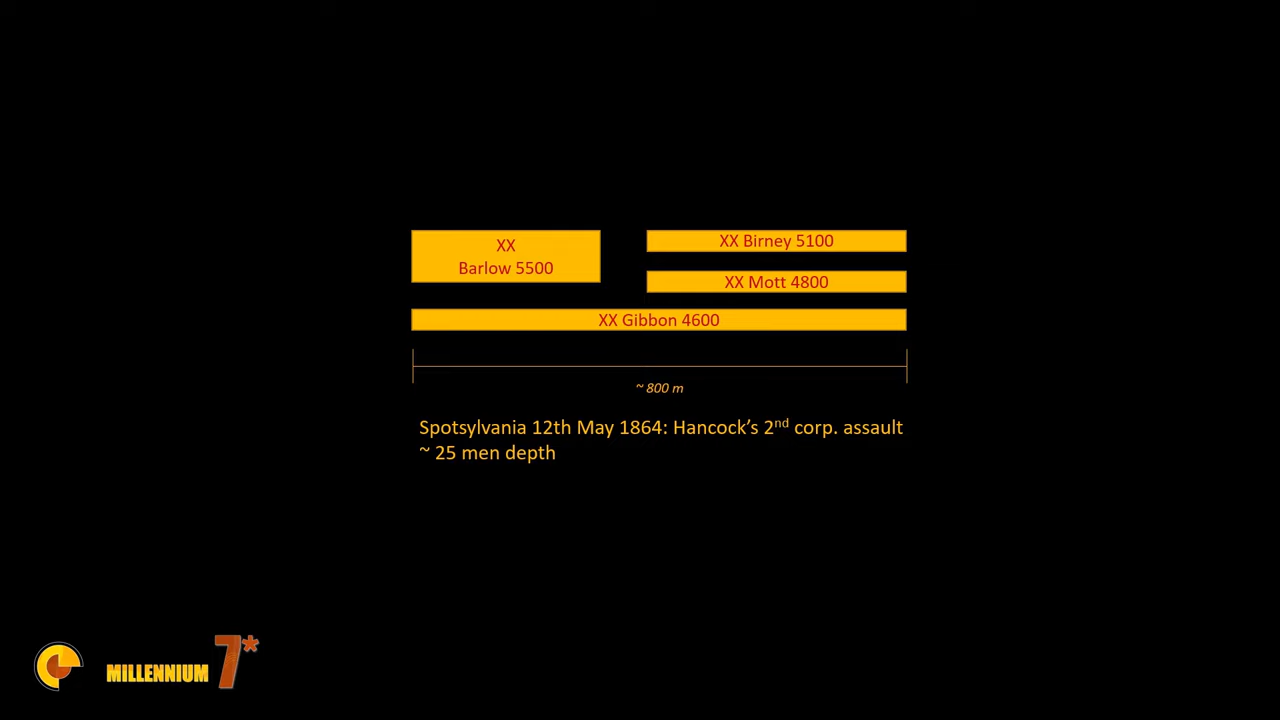 XX
Barlow 5500
XX Birney 5100
XX Mott 4800
XX Gibbon 4600
~ 800 m
Spotsylvania 12th May 1864: Hancock’s 2nd corp. assault
~ 25 men depth
MILLENNIUM 7*